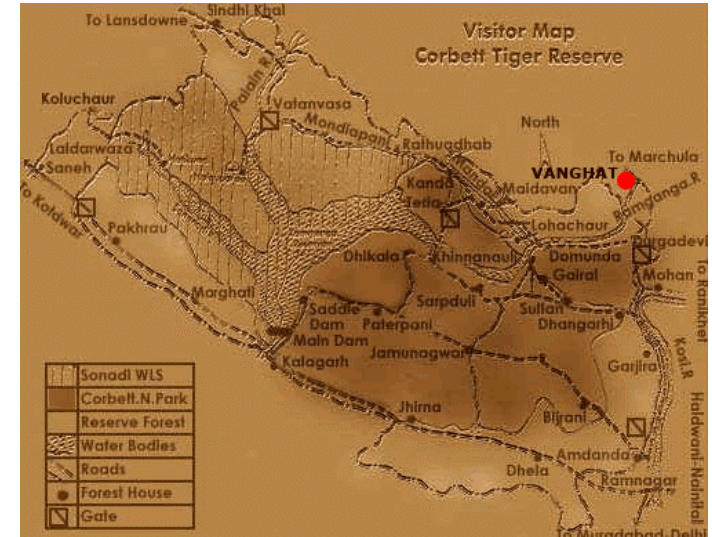 Visitor Map
Corbett Tiger Reserve
Sindhi Khal
To Lansdowne
Palain R
Koluchaur
Vatanvasa
Mondiapani
Rathuadhab
North
Laldarwaza
Saneh
To Kotdwar
Kanda
Maidavan
VANGHAT
To Marchula
Ramganga.R
Lohachaur
Pakhrau
Dhikala
Khinnanauli
Domunda
Durgadevi
Gairal
Mohan
To Ranikhet
Marghati
Sarpduli
Saddle
Dam
Paterpani
Sultan
Dhangarhi
Main Dam
Kalagarh
Jamunagwar
Garjira
Kosi.R
Haldwani-Nainital
Jhirna
Bijrani
Amdanda
Dhela
Ramnagar
To Muradabad-Delhi
Sonadi WLS
Corbett.N.Park
Reserve Forest
Water Bodies
Roads
Forest House
Gate